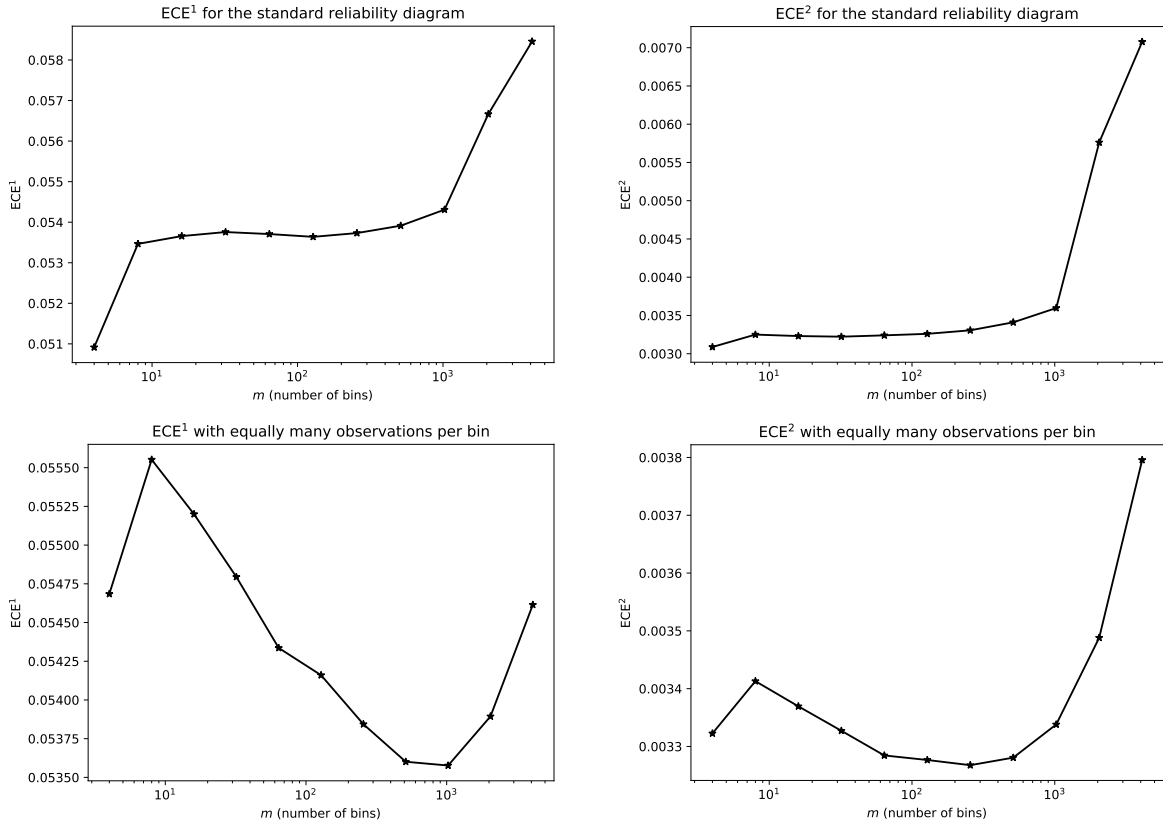 ECE¹ for the standard reliability diagram
0.058
0.057
0.056
0.055
0.054
0.053
0.052
0.051
ECE¹
10¹ 10² 10³
m (number of bins)
ECE² for the standard reliability diagram
0.0070
0.0065
0.0060
0.0055
0.0050
0.0045
0.0040
0.0035
0.0030
ECE²
10¹ 10² 10³
m (number of bins)
ECE¹ with equally many observations per bin
0.05550
0.05525
0.05500
0.05475
0.05450
0.05425
0.05400
0.05375
0.05350
ECE¹
10¹ 10² 10³
m (number of bins)
ECE² with equally many observations per bin
0.0038
0.0037
0.0036
0.0035
0.0034
0.0033
ECE²
10¹ 10² 10³
m (number of bins)